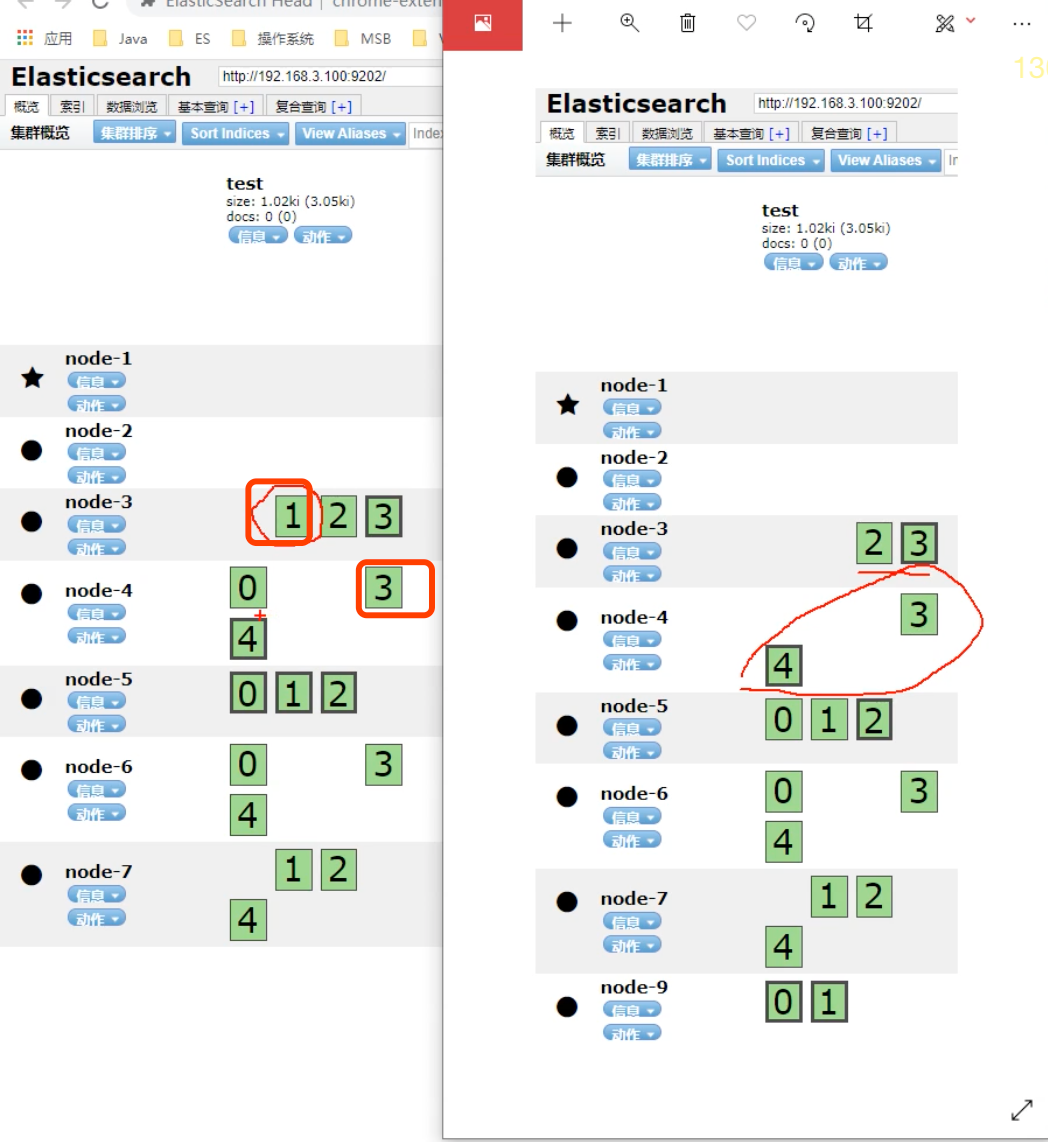 ElasticSearch Head | chrome-exten
应用 Java ES 操作系统 MSB
Elasticsearch
http://192.168.3.100:9202/
概览 索引 数据浏览 基本查询 [+] 复合查询 [+]
集群概览 集群排序 Sort Indices View Aliases Inde
test
size: 1.02ki (3.05ki)
docs: 0 (0)
信息 动作
node-1
信息
动作
node-2
信息
动作
node-3
1 2 3
信息
动作
0 3
node-4
信息
动作
4
node-5
0 1 2
信息
动作
node-6
0 3
信息
动作
4
node-7
1 2
信息
动作
4
130
Elasticsearch
http://192.168.3.100:9202/
概览 索引 数据浏览 基本查询 [+] 复合查询 [+]
集群概览 集群排序 Sort Indices View Aliases In
test
size: 1.02ki (3.05ki)
docs: 0 (0)
信息 动作
node-1
信息
动作
node-2
信息
动作
node-3
2 3
信息
动作
3
node-4
信息
动作
4
node-5
0 1 2
信息
动作
node-6
0 3
信息
动作
4
node-7
1 2
信息
动作
4
node-9
0 1
信息
动作